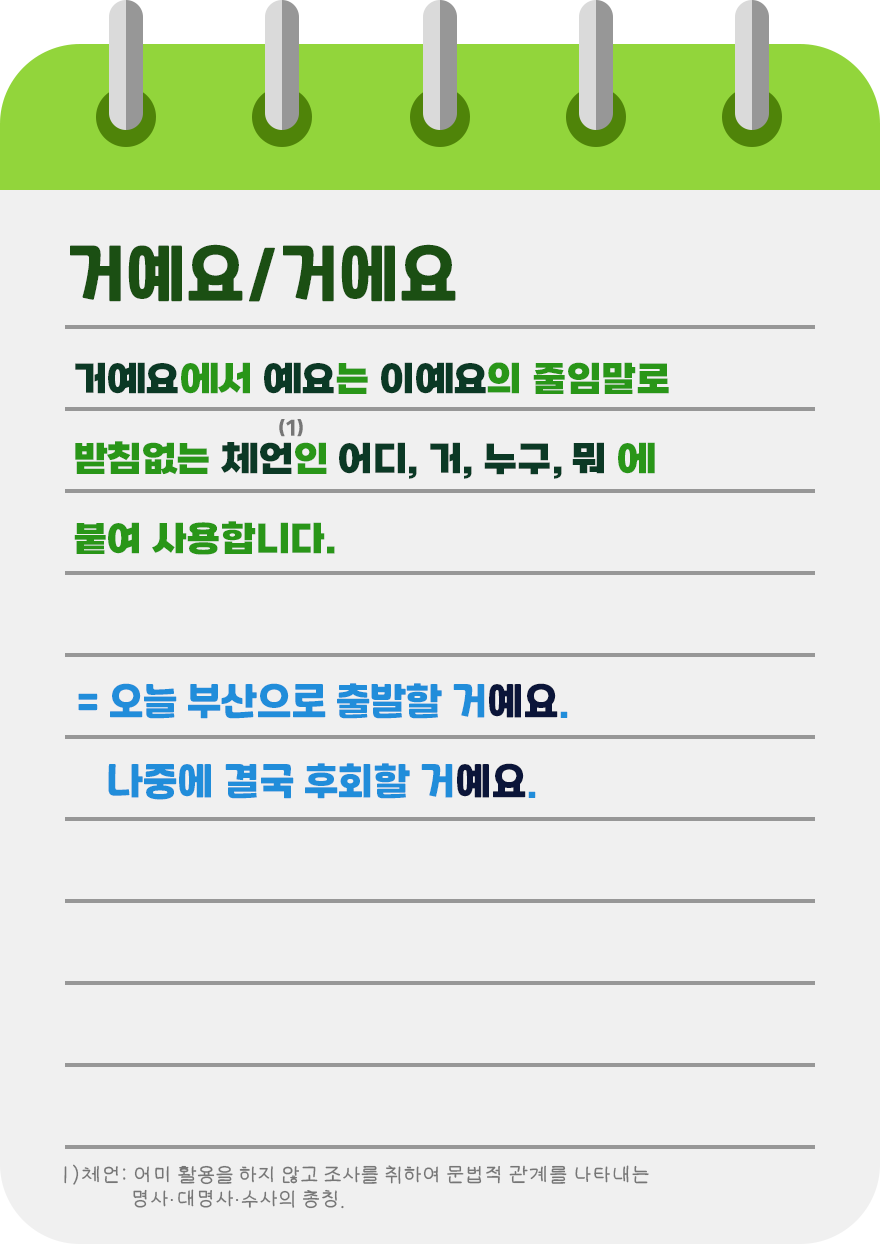 거예요/거에요
거예요에서 예요는 이예요의 줄임말로
(1)
받침없는 체언인 어디, 거, 누구, 뭐 에
붙여 사용합니다.
= 오늘 부산으로 출발할 거예요.
나중에 결국 후회할 거예요.
1)체언: 어미 활용을 하지 않고 조사를 취하여 문법적 관계를 나타내는
명사·대명사·수사의 총칭.